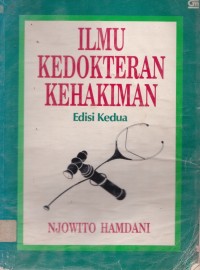 ILMU
KEDOKTERAN
KEHAKIMAN
Edisi Kedua
NJOWITO HAMDANI